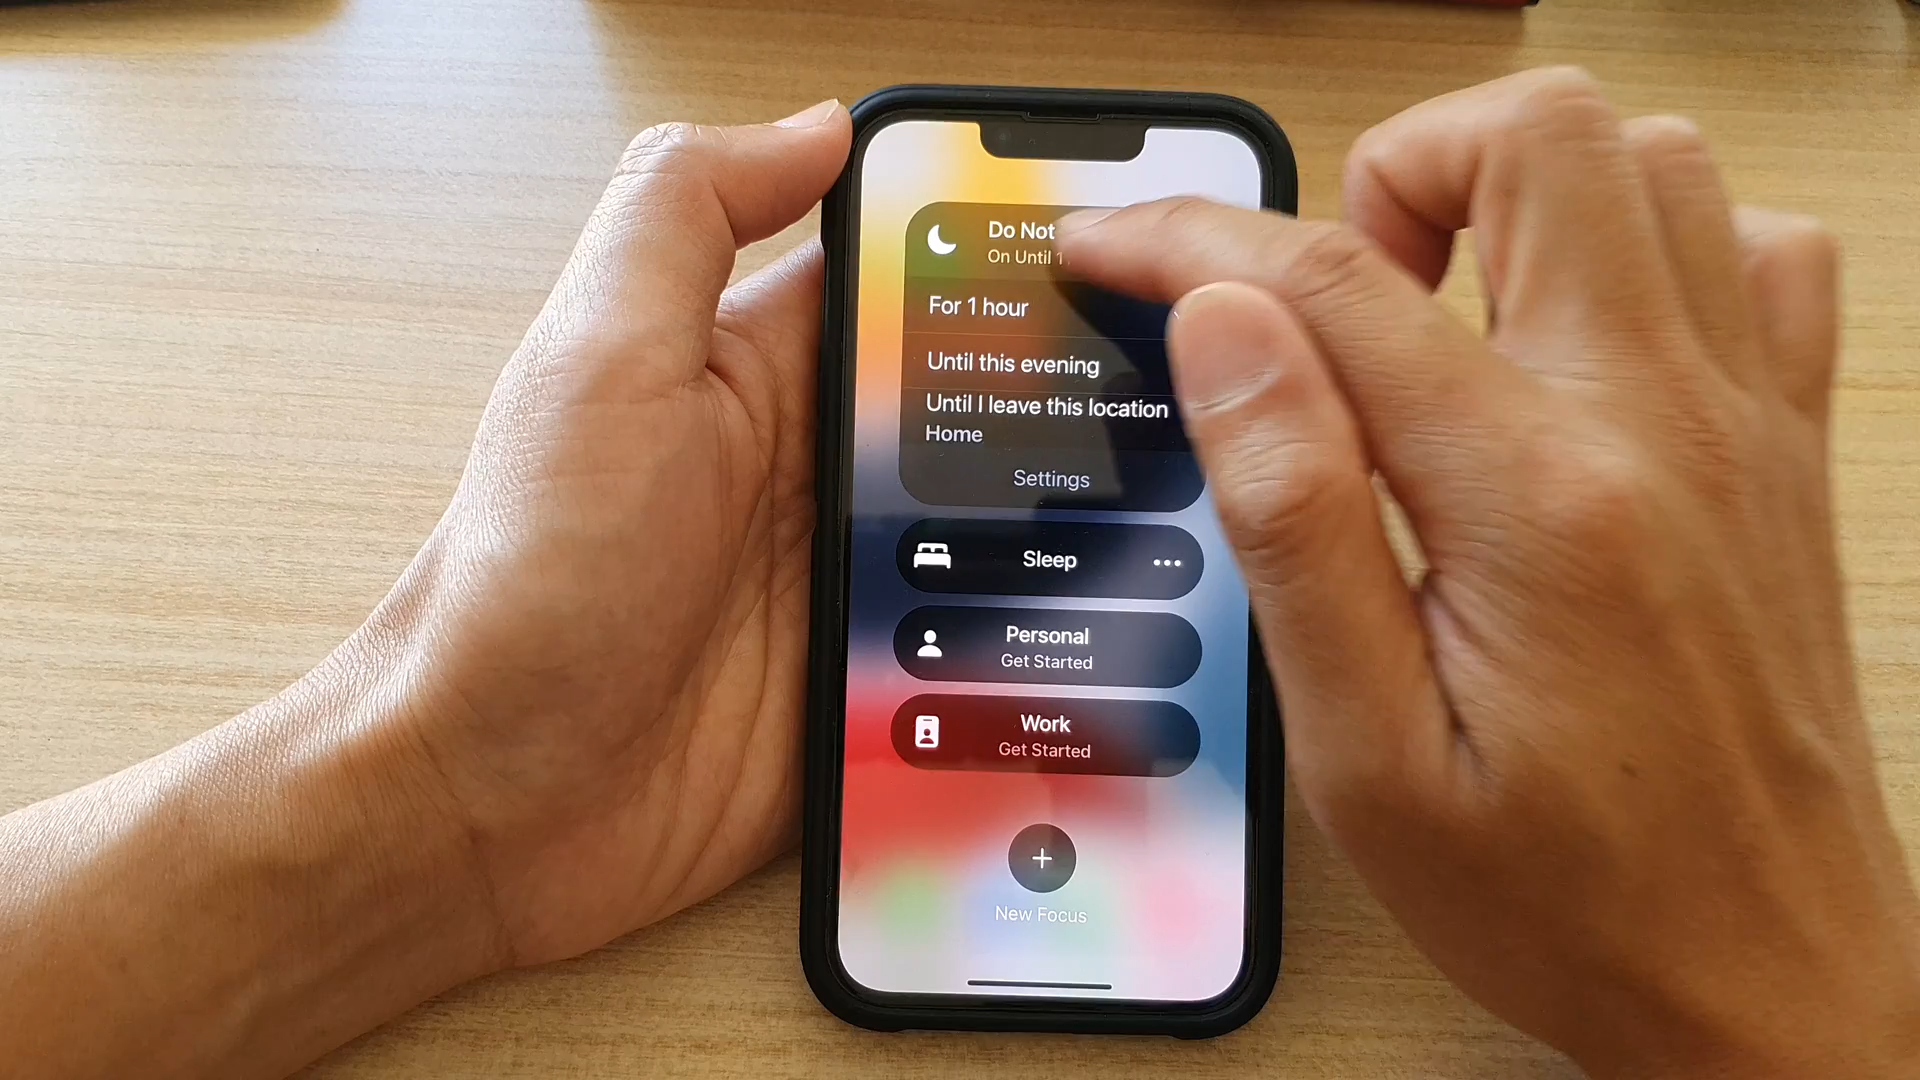 Do Not
On Until 1
For 1 hour
Until this evening
Until I leave this location
Home
Settings
Sleep
Personal
Get Started
Work
Get Started
New Focus